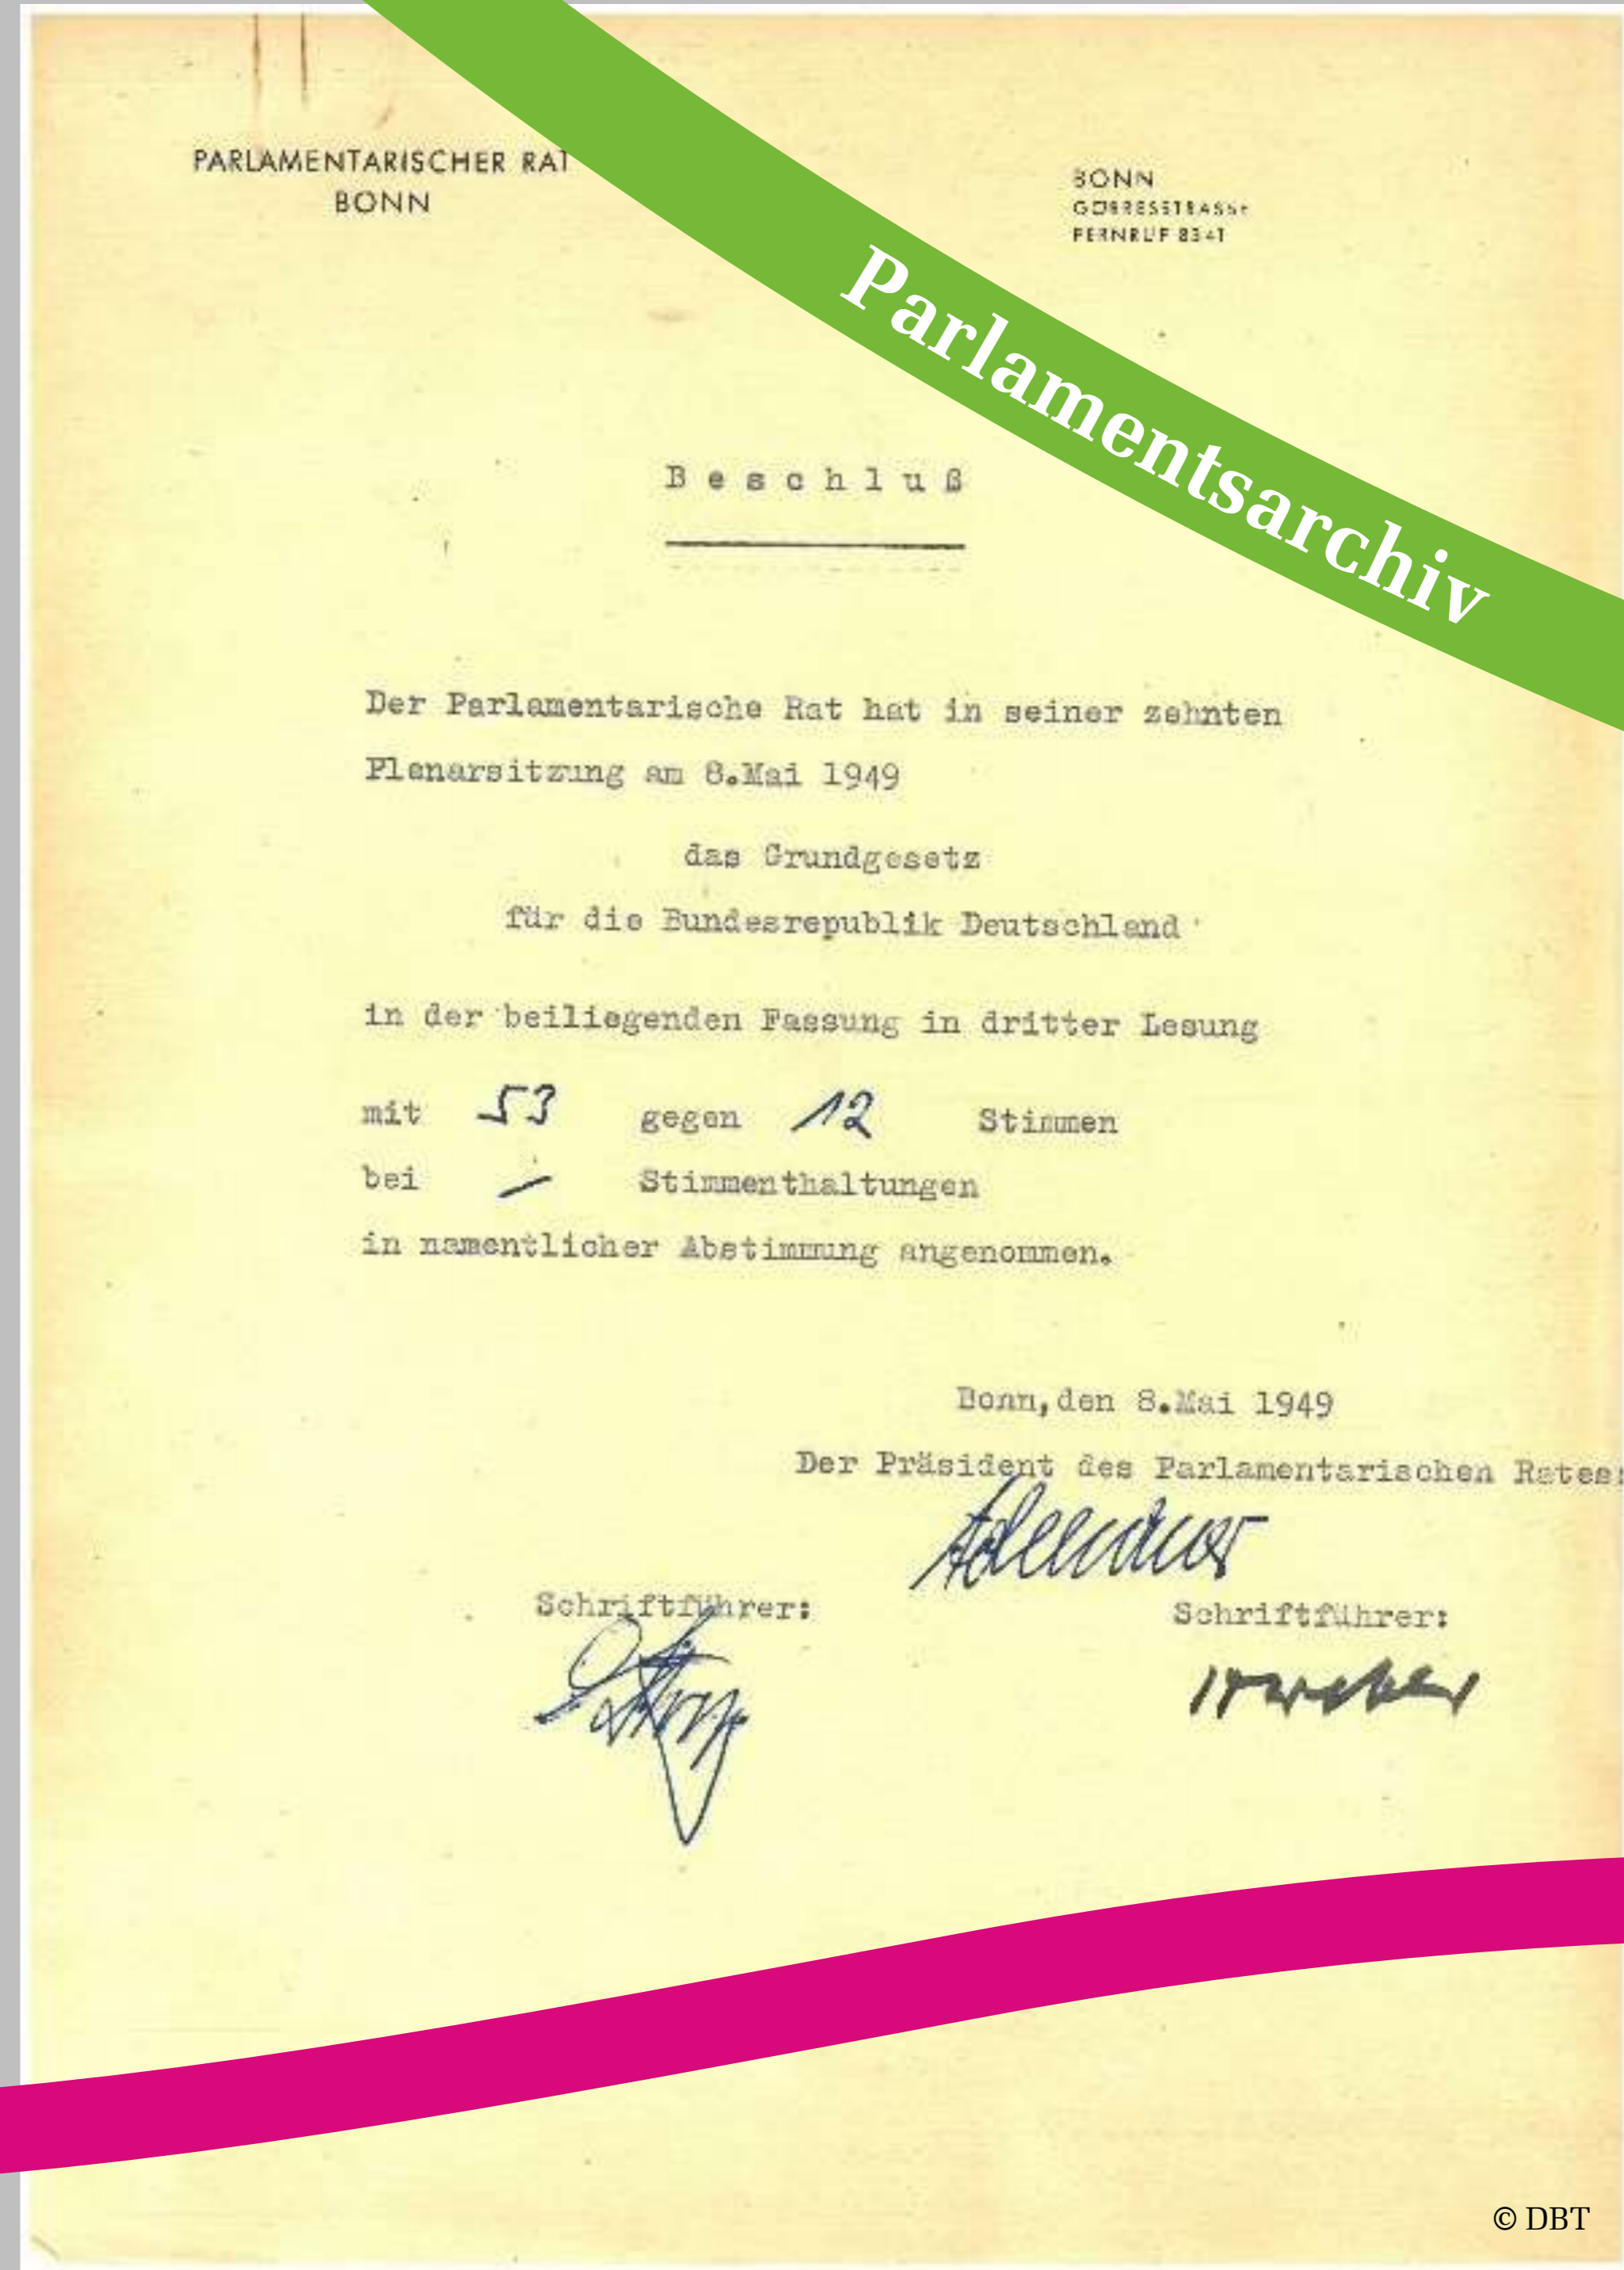 PARLAMENTARISCHER RAT
BONN
BONN
GÖRRESSTRASSE
FERNRUF 8341
Parlamentsarchiv
Beschluß
Der Parlamentarische Rat hat in seiner zehnten
Plenarsitzung am 8.Mai 1949
das Grundgesetz
für die Bundesrepublik Deutschland
in der beiliegenden Fassung in dritter Lesung
mit 53 gegen 12 Stimmen
bei – Stimmenthaltungen
in namentlicher Abstimmung angenommen.
Bonn,den 8.Mai 1949
Der Präsident des Parlamentarischen Rates:
Adenauer
Schriftführer:
Schriftführer:
© DBT